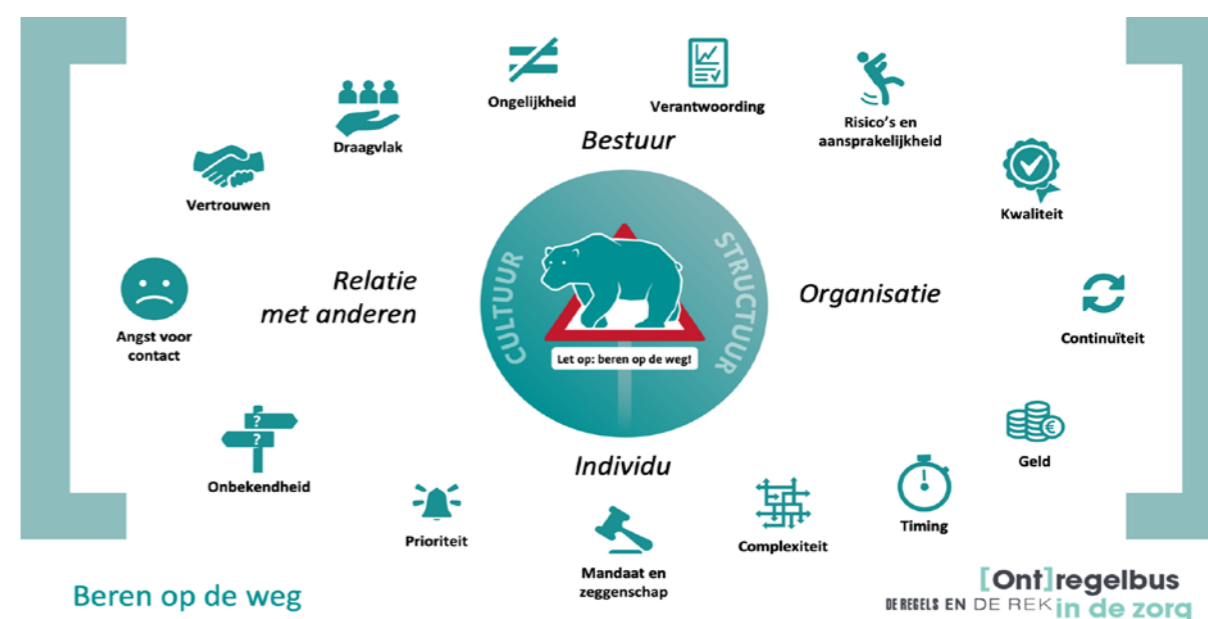 Ongelijkheid
Verantwoording
Risico's en
aansprakelijkheid
Draagvlak
Bestuur
Vertrouwen
Kwaliteit
Relatie
met anderen
CULTUUR
STRUCTUUR
Organisatie
Angst voor
contact
Let op: beren op de weg!
Continuïteit
Individu
Geld
?
?
Onbekendheid
Prioriteit
Mandaat en
zeggenschap
Complexiteit
Timing
Beren op de weg
[Ont]regelbus
DE REGELS EN DE REK in de zorg